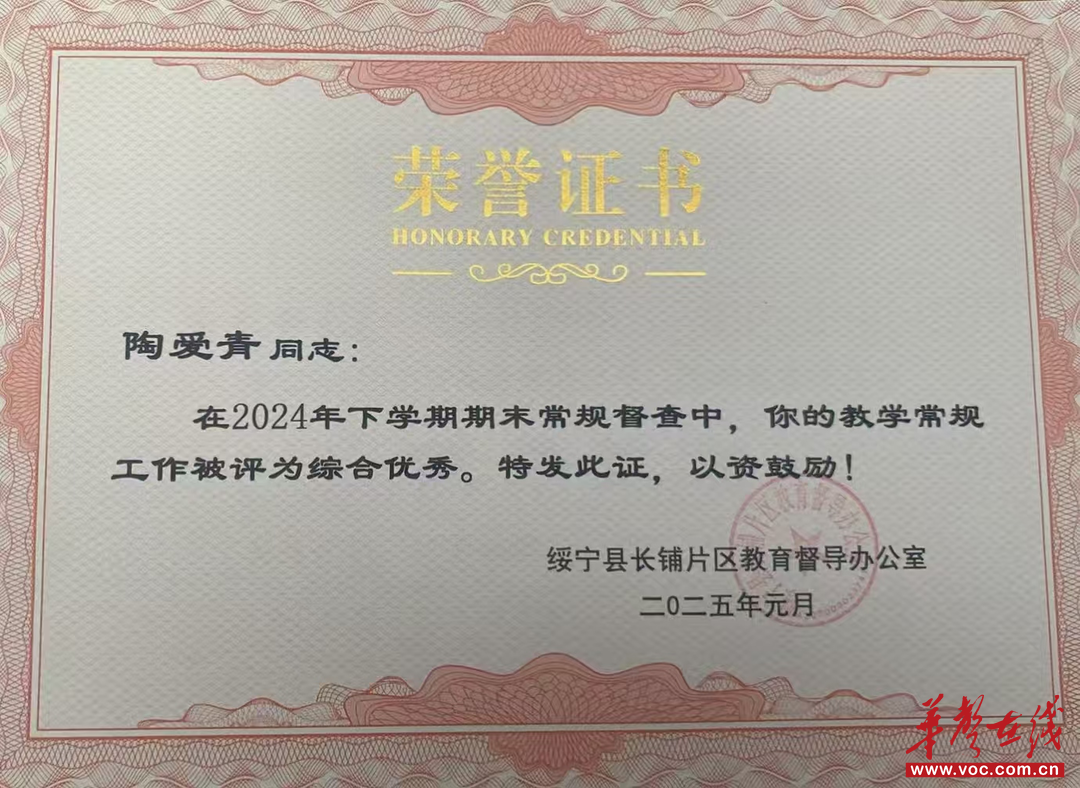 荣誉证书
HONORARY CREDENTIAL
陶爱青同志：
在2024年下学期期末常规督查中，你的教学常规
工作被评为综合优秀。特发此证，以资鼓励！
绥宁县长铺片区教育督导办公室
二0二五年元月
华声在线
www.voc.com.cn